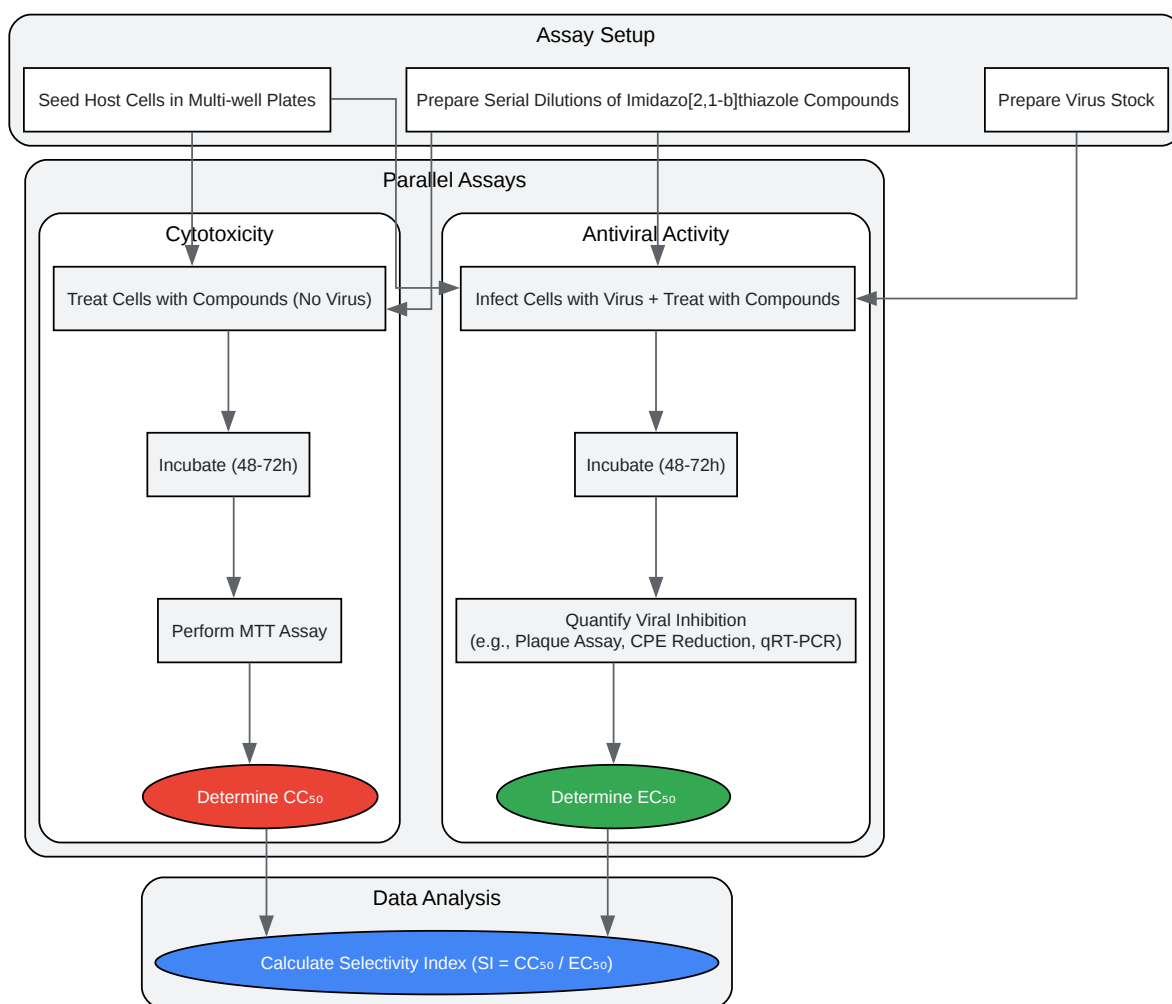 Assay Setup
Seed Host Cells in Multi-well Plates
Prepare Serial Dilutions of Imidazo[2,1-b]thiazole Compounds
Prepare Virus Stock
Parallel Assays
Cytotoxicity
Antiviral Activity
Treat Cells with Compounds (No Virus)
Infect Cells with Virus + Treat with Compounds
Incubate (48-72h)
Incubate (48-72h)
Perform MTT Assay
Quantify Viral Inhibition
(e.g., Plaque Assay, CPE Reduction, qRT-PCR)
Determine CC₅₀
Determine EC₅₀
Data Analysis
Calculate Selectivity Index (SI = CC₅₀ / EC₅₀)